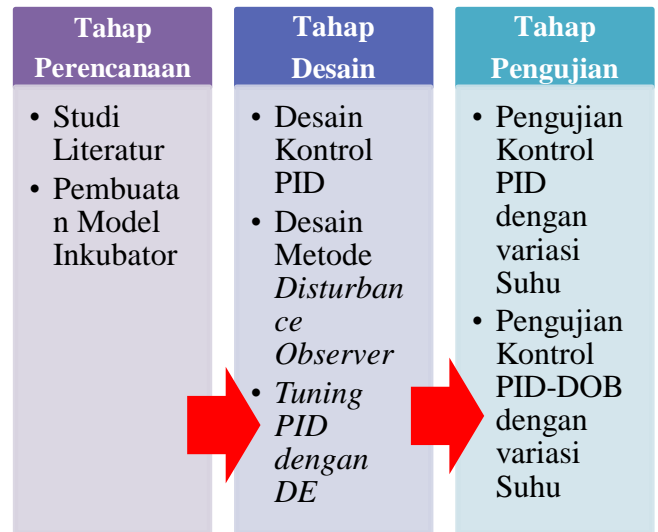 Tahap
Perencanaan
• Studi
Literatur
• Pembuata
n Model
Inkubator
Tahap
Desain
• Desain
Kontrol
PID
• Desain
Metode
Disturban
ce
Observer
• Tuning
PID
dengan
DE
Tahap
Pengujian
• Pengujian
Kontrol
PID
dengan
variasi
Suhu
• Pengujian
Kontrol
PID-DOB
dengan
variasi
Suhu